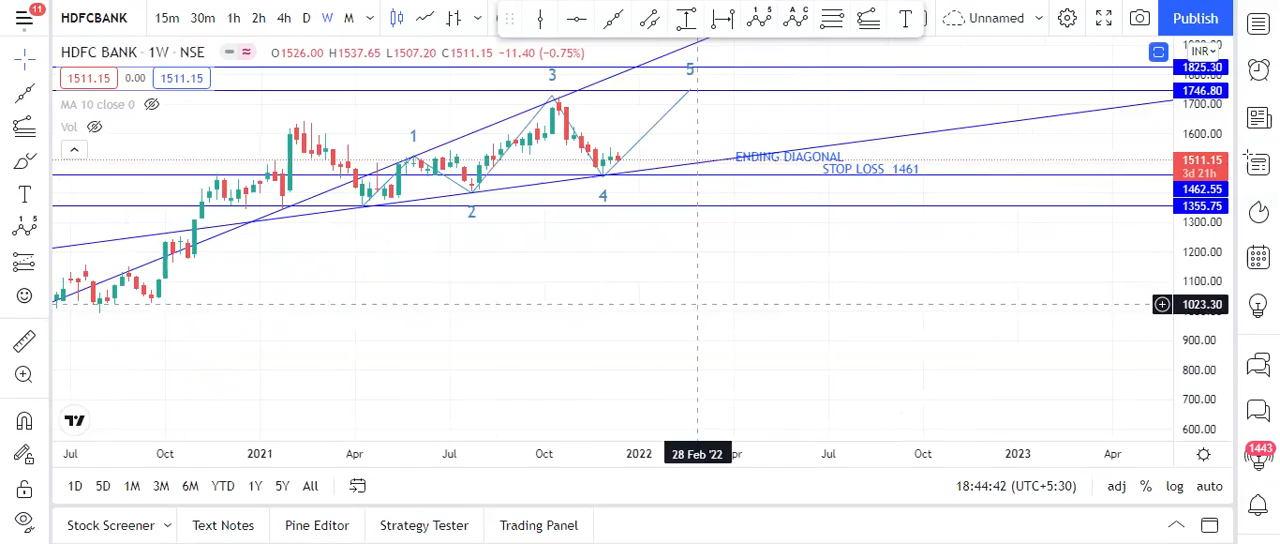 11
HDFCBANK 15m 30m 1h 2h 4h D W M Unnamed Publish
HDFC BANK · 1W · NSE O1526.00 H1537.65 L1507.20 C1511.15 −11.40 (−0.75%) INR
1511.15 0.00 1511.15
MA 10 close 0
Vol
1825.30
1746.80
1700.00
1600.00
1511.15
3d 21h
1462.55
1355.75
1300.00
1200.00
1100.00
1023.30
900.00
800.00
700.00
600.00
1
2
3
4
5
ENDING DIAGONAL
STOP LOSS 1461
Jul Oct 2021 Apr Jul Oct 2022 28 Feb '22 pr Jul Oct 2023 Apr
1D 5D 1M 3M 6M YTD 1Y 5Y All 18:44:42 (UTC+5:30) adj % log auto
Stock Screener Text Notes Pine Editor Strategy Tester Trading Panel
1443